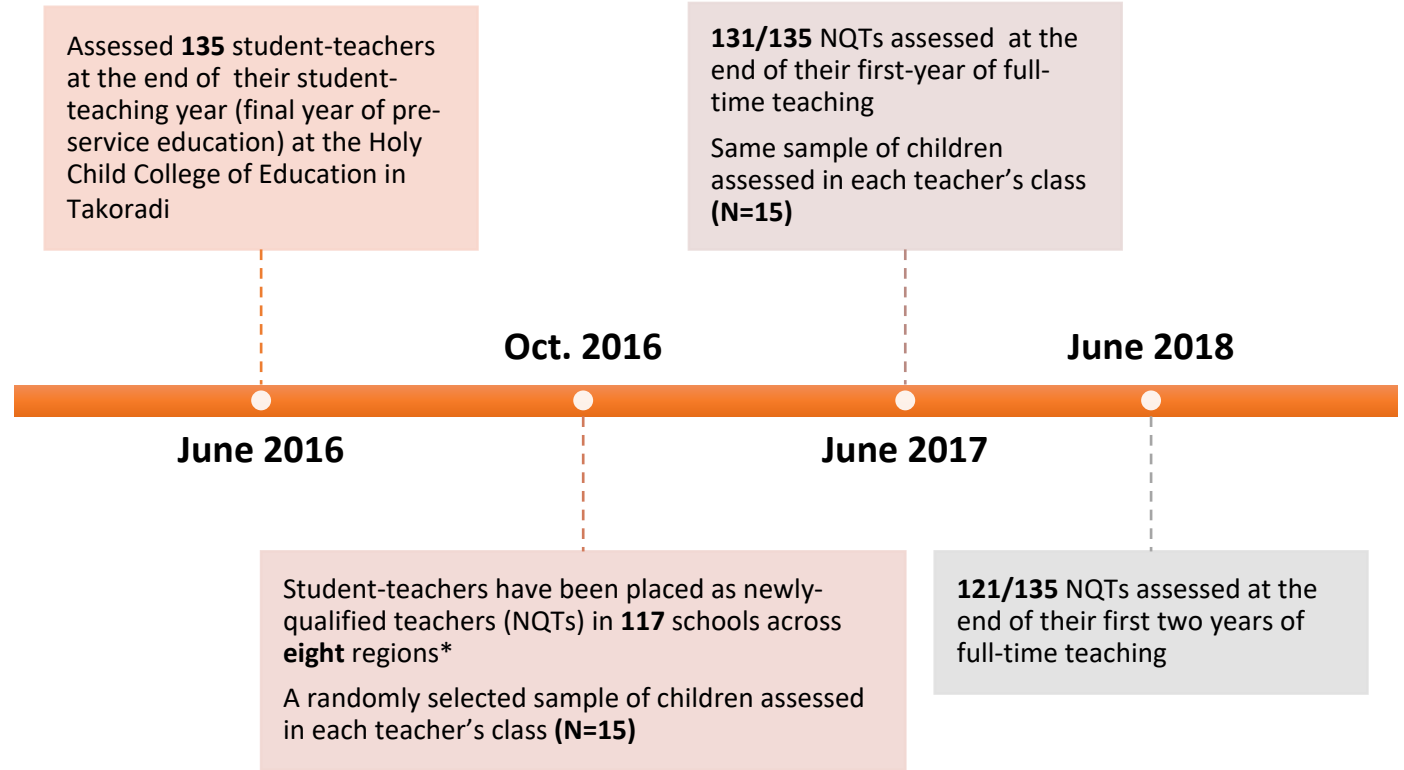 Assessed 135 student-teachers
at the end of  their student-
teaching year (final year of pre-
service education) at the Holy
Child College of Education in
Takoradi
131/135 NQTs assessed  at the
end of their first-year of full-
time teaching
Same sample of children
assessed in each teacher’s class
(N=15)
Oct. 2016
June 2018
June 2016
June 2017
Student-teachers have been placed as newly-
qualified teachers (NQTs) in 117 schools across
eight regions*
A randomly selected sample of children assessed
in each teacher’s class (N=15)
121/135 NQTs assessed at the
end of their first two years of
full-time teaching